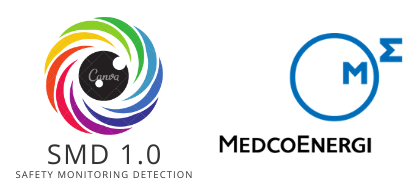 Canva
SMD 1.0
SAFETY MONITORING DETECTION
M
Σ
MEDCOENERGI